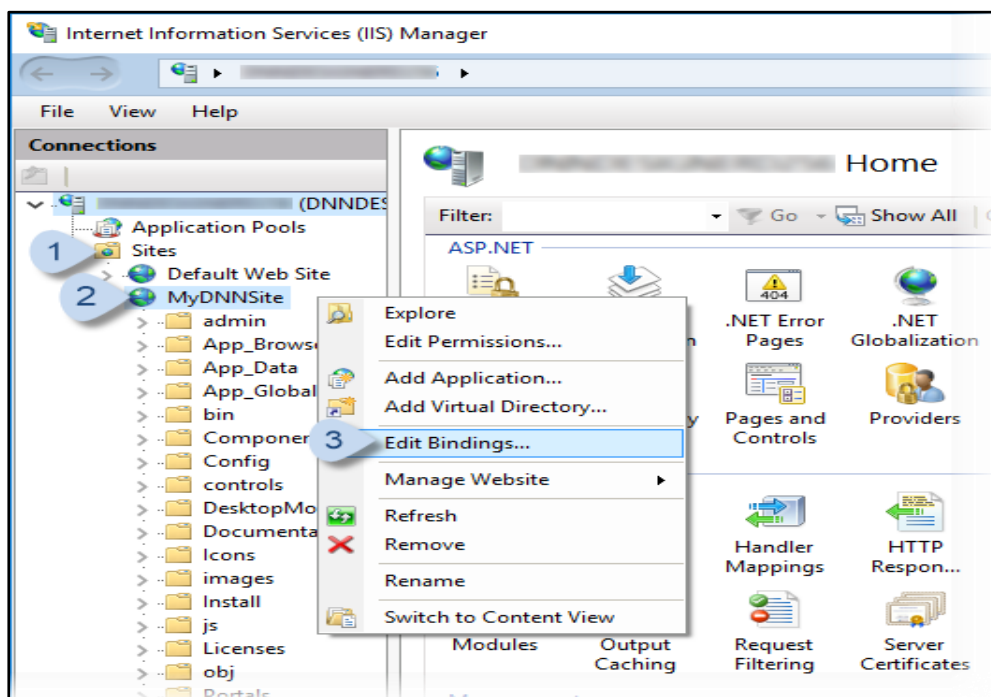 Internet Information Services (IIS) Manager
File View Help
Connections
(DNNDES
Application Pools
1 Sites
Default Web Site
2 MyDNNSite
admin
App_Browse
App_Data
App_Global
bin
Componen
Config
controls
DesktopMo
Documenta
Icons
images
Install
js
Licenses
obj
Portals
Explore
Edit Permissions...
Add Application...
Add Virtual Directory...
3 Edit Bindings...
Manage Website
Refresh
Remove
Rename
Switch to Content View
Home
Filter: Go Show All
ASP.NET
404
.NET Error
Pages
.NET
Globalization
Pages and
Controls
Providers
Handler
Mappings
HTTP
Respon...
Modules
Output
Caching
Request
Filtering
Server
Certificates